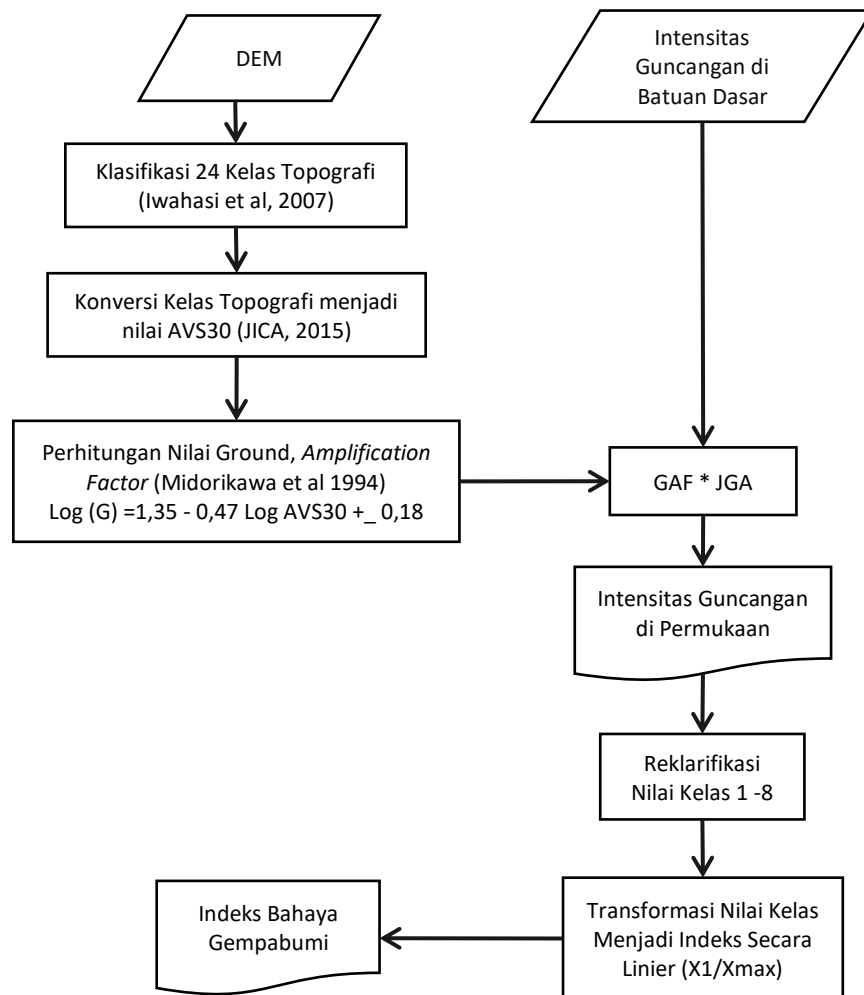 DEM
Intensitas
Guncangan di
Batuan Dasar
Klasifikasi 24 Kelas Topografi
(Iwahasi et al, 2007)
Konversi Kelas Topografi menjadi
nilai AVS30 (JICA, 2015)
Perhitungan Nilai Ground, Amplification
Factor (Midorikawa et al 1994)
Log (G) =1,35 - 0,47 Log AVS30 +_ 0,18
GAF * JGA
Intensitas Guncangan
di Permukaan
Reklarifikasi
Nilai Kelas 1 -8
Transformasi Nilai Kelas
Menjadi Indeks Secara
Linier (X1/Xmax)
Indeks Bahaya
Gempabumi